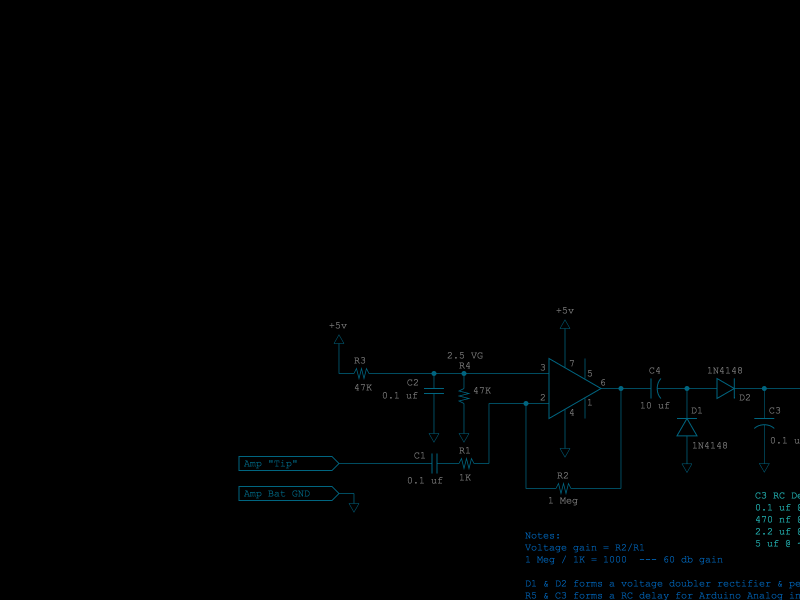 +5v
+5v
R3
47K
2.5 VG
R4
47K
C2
0.1 uf
3
2
7
5
6
4
1
C4
10 uf
1N4148
D2
D1
1N4148
C3
0.1 u
Amp "Tip"
C1
0.1 uf
R1
1K
Amp Bat GND
R2
1 Meg
C3 RC De
0.1 uf @
470 nf @
2.2 uf @
5 uf @ -
Notes:
Voltage gain = R2/R1
1 Meg / 1K = 1000 --- 60 db gain
D1 & D2 forms a voltage doubler rectifier & pe
R5 & C3 forms a RC delay for Arduino Analog in